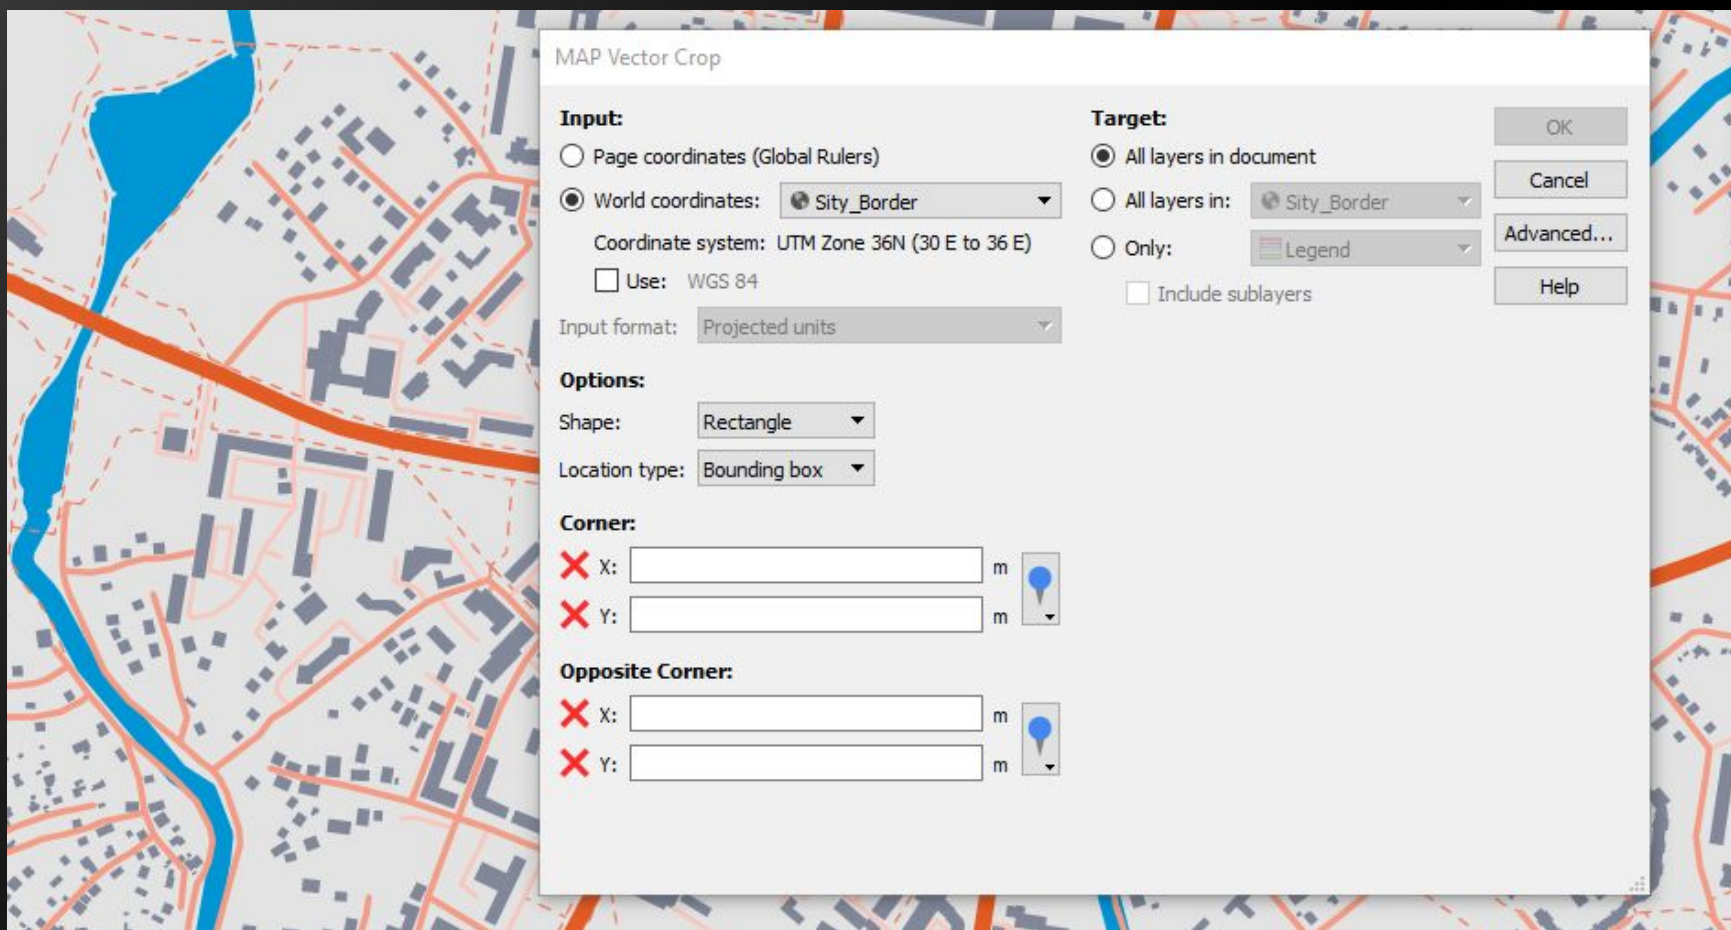 MAP Vector Crop
Input:
Page coordinates (Global Rulers)
World coordinates: Sity_Border
Coordinate system: UTM Zone 36N (30 E to 36 E)
Use: WGS 84
Input format: Projected units
Options:
Shape: Rectangle
Location type: Bounding box
Corner:
X: m
Y: m
Opposite Corner:
X: m
Y: m
Target:
All layers in document
All layers in: Sity_Border
Only: Legend
Include sublayers
OK
Cancel
Advanced...
Help